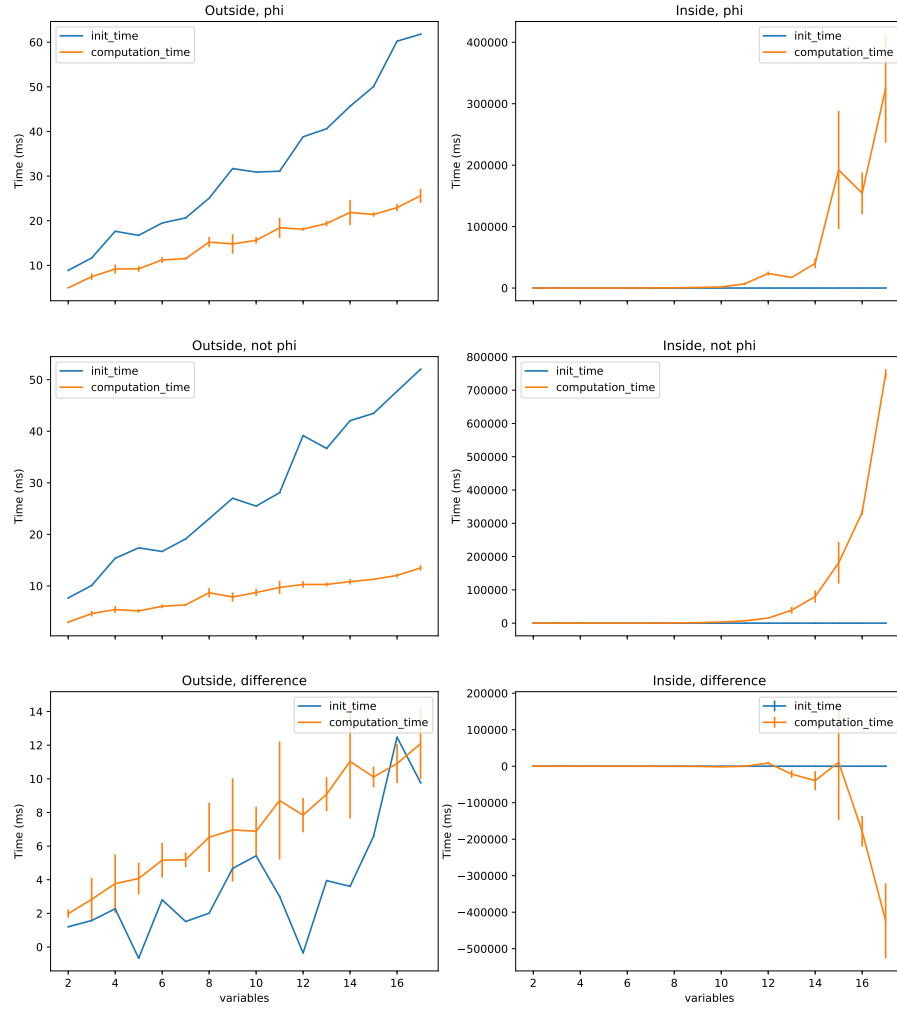 Outside, phi
init_time
computation_time
60
50
40
30
20
10
Time (ms)
Inside, phi
init_time
computation_time
400000
300000
200000
100000
0
Time (ms)
Outside, not phi
init_time
computation_time
50
40
30
20
10
Time (ms)
Inside, not phi
init_time
computation_time
800000
700000
600000
500000
400000
300000
200000
100000
0
Time (ms)
Outside, difference
init_time
computation_time
14
12
10
8
6
4
2
0
Time (ms)
2 4 6 8 10 12 14 16
variables
Inside, difference
init_time
computation_time
200000
100000
0
−100000
−200000
−300000
−400000
−500000
Time (ms)
2 4 6 8 10 12 14 16
variables